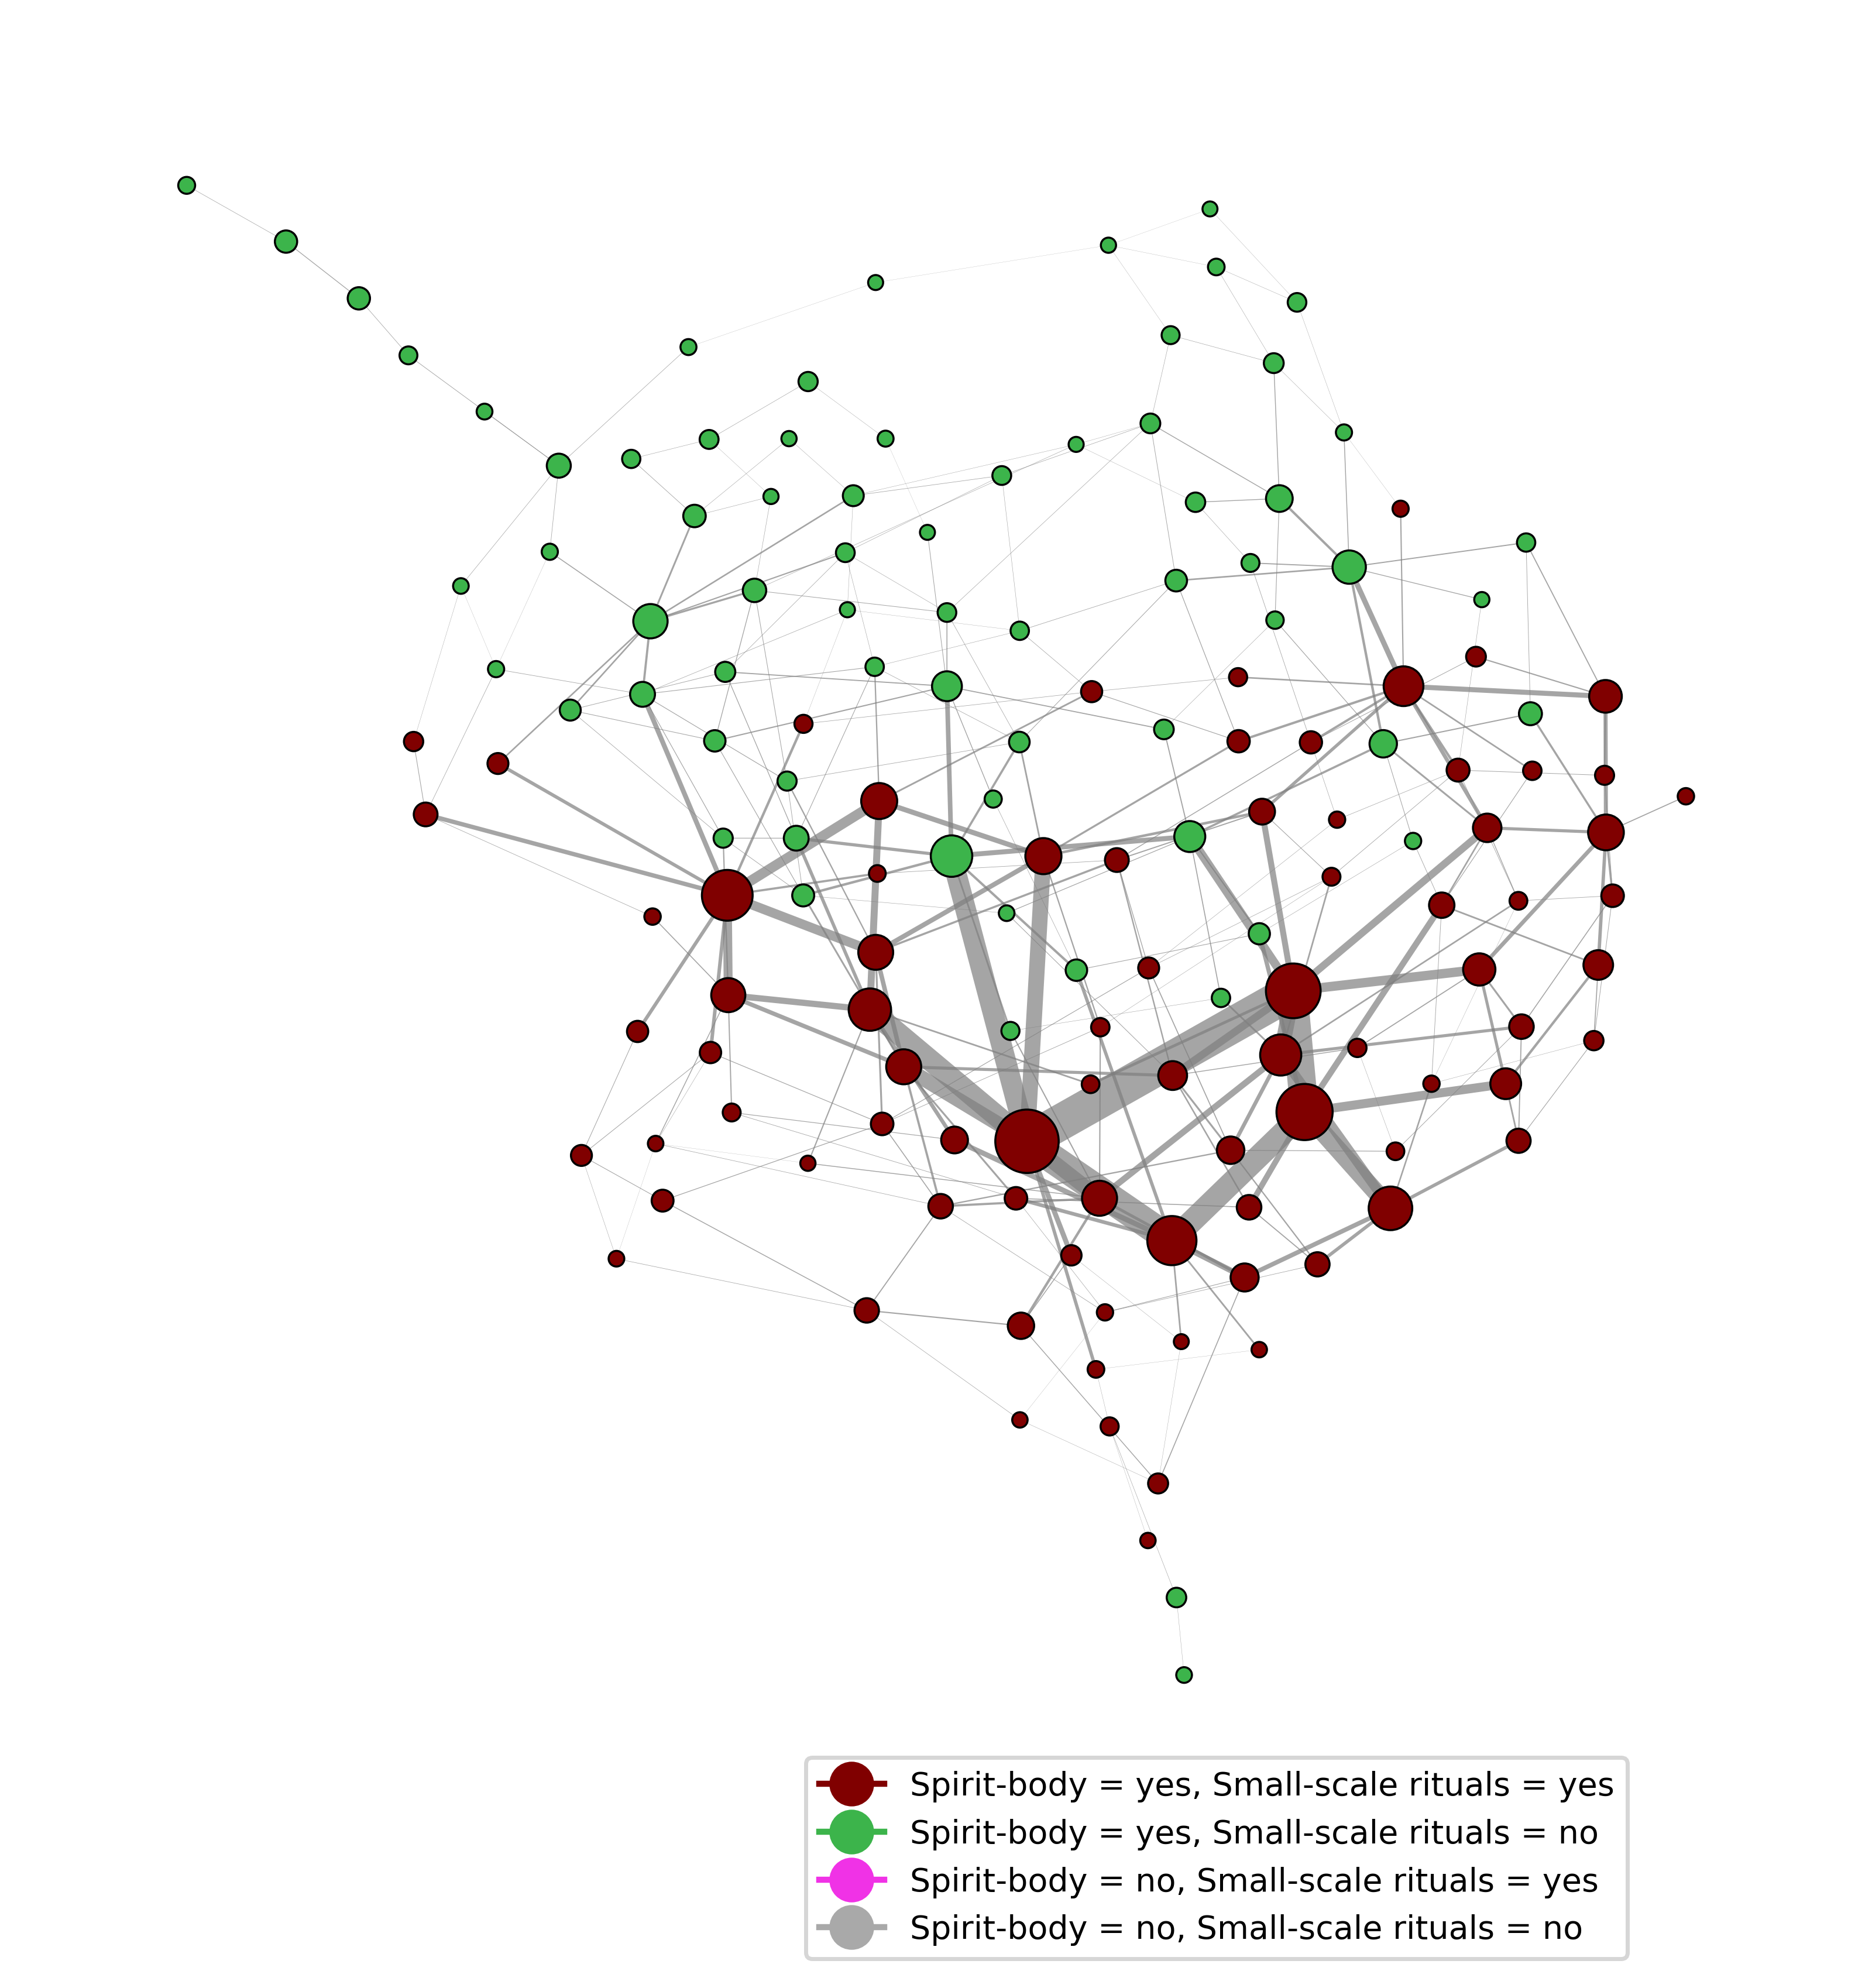 Spirit-body = yes, Small-scale rituals = yes
Spirit-body = yes, Small-scale rituals = no
Spirit-body = no, Small-scale rituals = yes
Spirit-body = no, Small-scale rituals = no